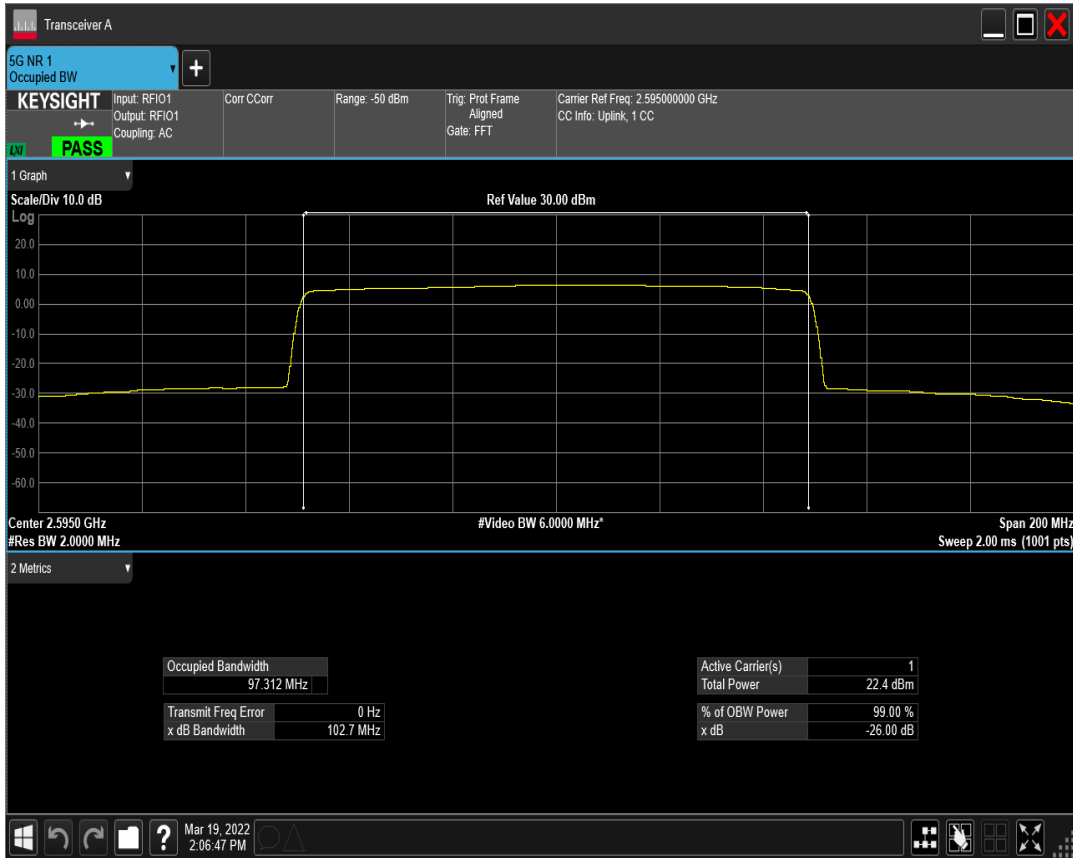 Transceiver A
5G NR 1
Occupied BW
+
KEYSIGHT
LXI
PASS
Input: RFIO1
Output: RFIO1
Coupling: AC
Corr CCorr
Range: -50 dBm
Trig: Prot Frame
Aligned
Gate: FFT
Carrier Ref Freq: 2.595000000 GHz
CC Info: Uplink, 1 CC
1 Graph
Scale/Div 10.0 dB
Ref Value 30.00 dBm
Log
20.0
10.0
0.00
-10.0
-20.0
-30.0
-40.0
-50.0
-60.0
Center 2.5950 GHz
#Video BW 6.0000 MHz*
Span 200 MHz
#Res BW 2.0000 MHz
Sweep 2.00 ms (1001 pts)
2 Metrics
Occupied Bandwidth
97.312 MHz
Transmit Freq Error 0 Hz
x dB Bandwidth 102.7 MHz
Active Carrier(s) 1
Total Power 22.4 dBm
% of OBW Power 99.00 %
x dB -26.00 dB
?
Mar 19, 2022
2:06:47 PM